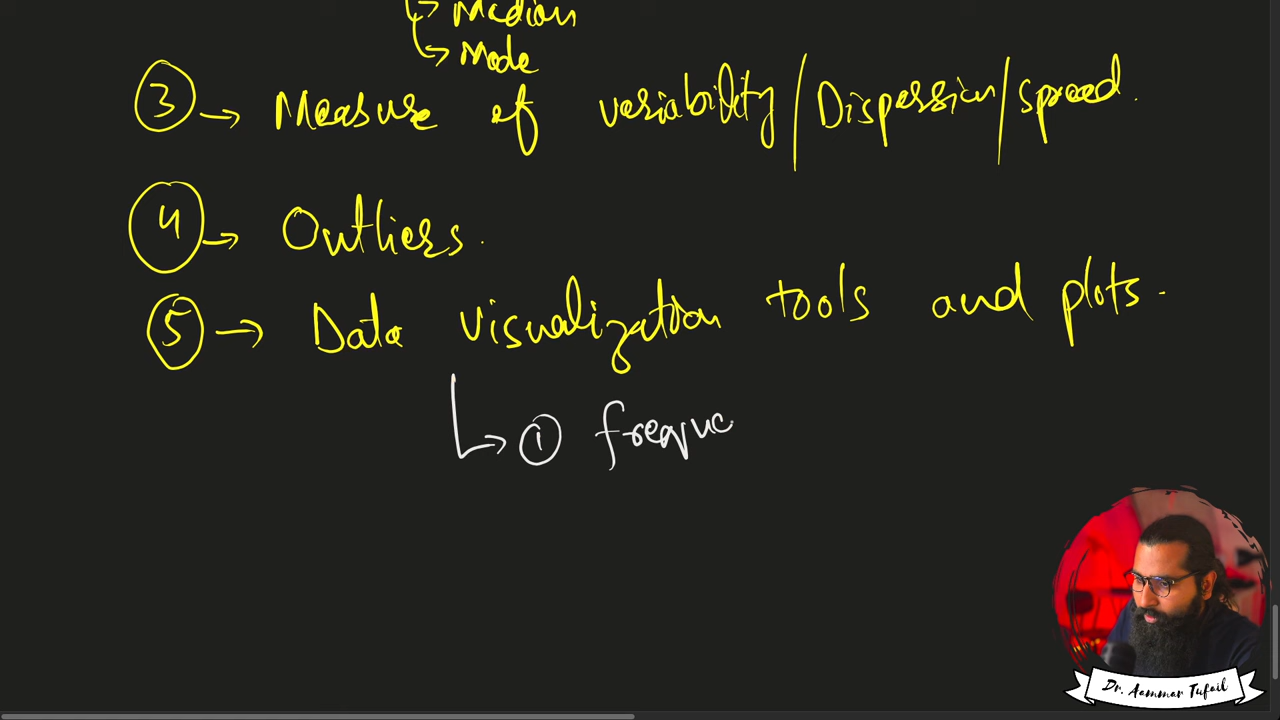 ↳ Median
↳ Mode
③ → Measure of variability/Dispersion/spread.
④ → Outliers.
⑤ → Data visualization tools and plots.
↳ ① frequc
Dr. Aammar Tufail